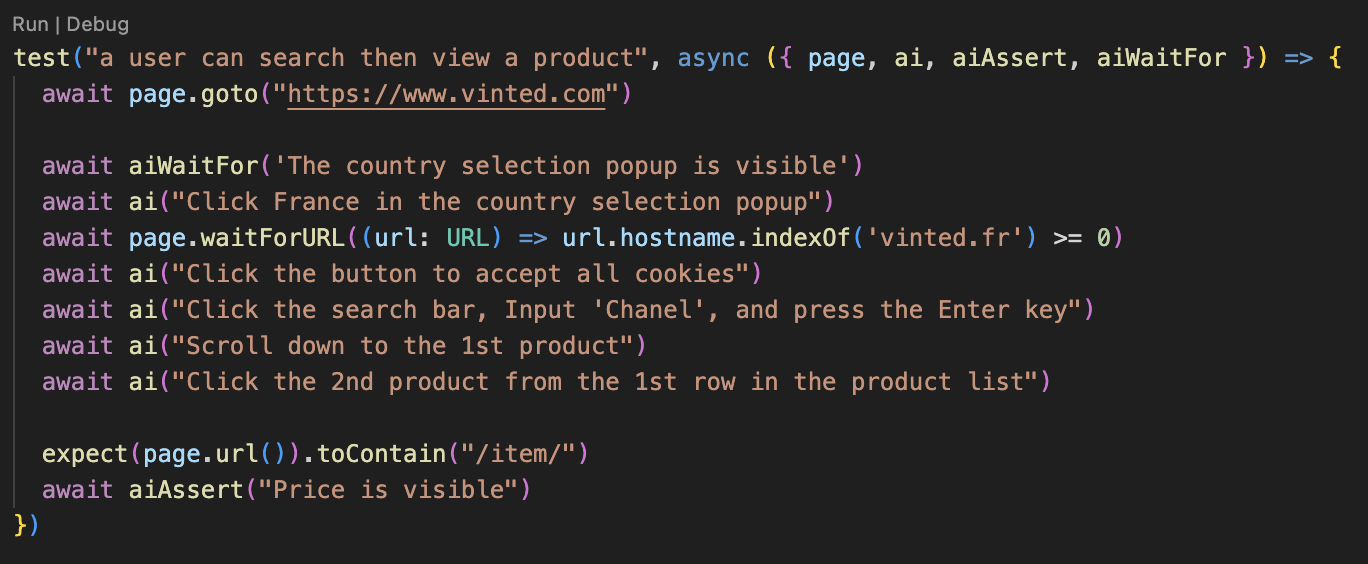 Run | Debug
test("a user can search then view a product", async ({ page, ai, aiAssert, aiWaitFor }) => {
await page.goto("https://www.vinted.com")
await aiWaitFor('The country selection popup is visible')
await ai("Click France in the country selection popup")
await page.waitForURL((url: URL) => url.hostname.indexOf('vinted.fr') >= 0)
await ai("Click the button to accept all cookies")
await ai("Click the search bar, Input 'Chanel', and press the Enter key")
await ai("Scroll down to the 1st product")
await ai("Click the 2nd product from the 1st row in the product list")
expect(page.url()).toContain("/item/")
await aiAssert("Price is visible")
})